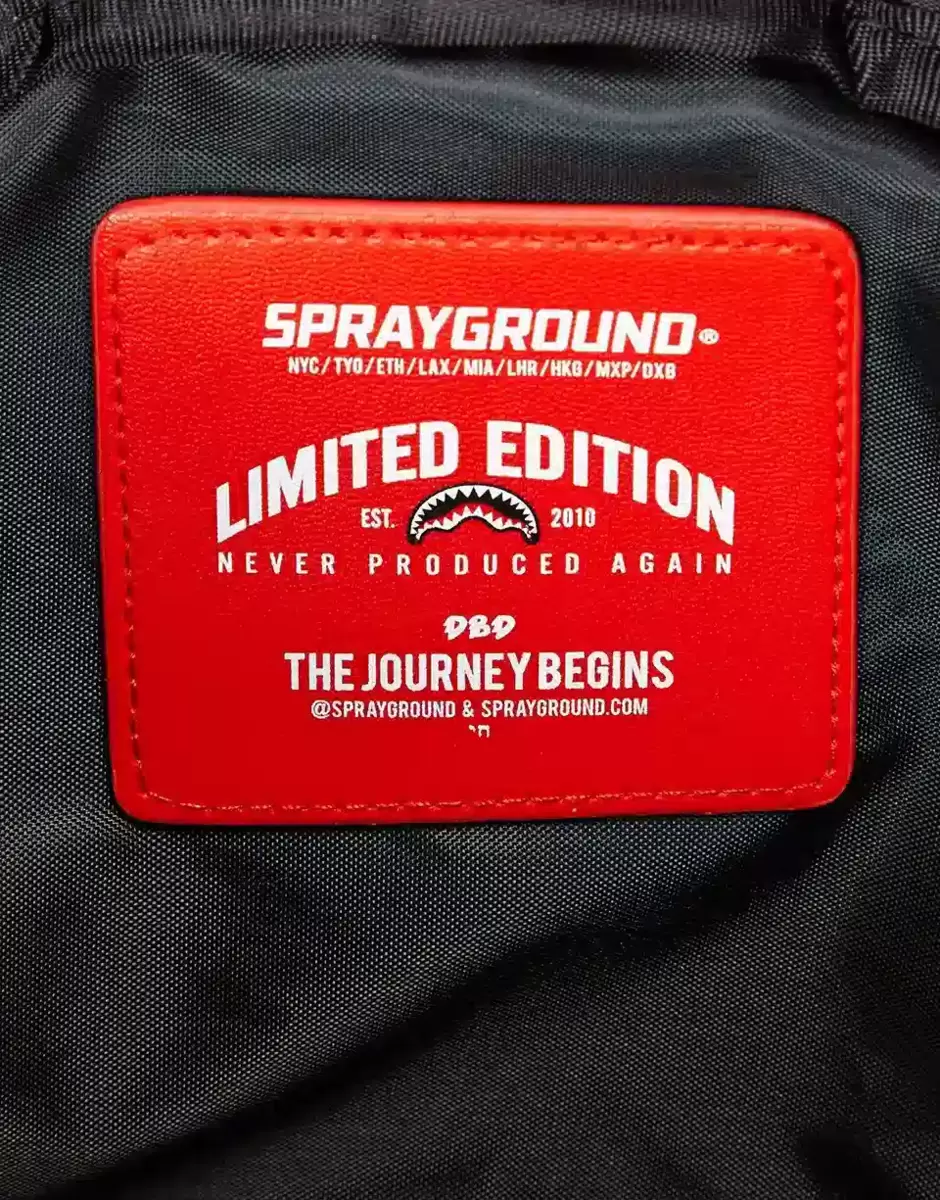 SPRAYGROUND®
NYC/TYO/ETH/LAX/MIA/LHR/HKG/MXP/DXB
LIMITED EDITION
EST. 2010
NEVER PRODUCED AGAIN
DBD
THE JOURNEY BEGINS
@SPRAYGROUND & SPRAYGROUND.COM